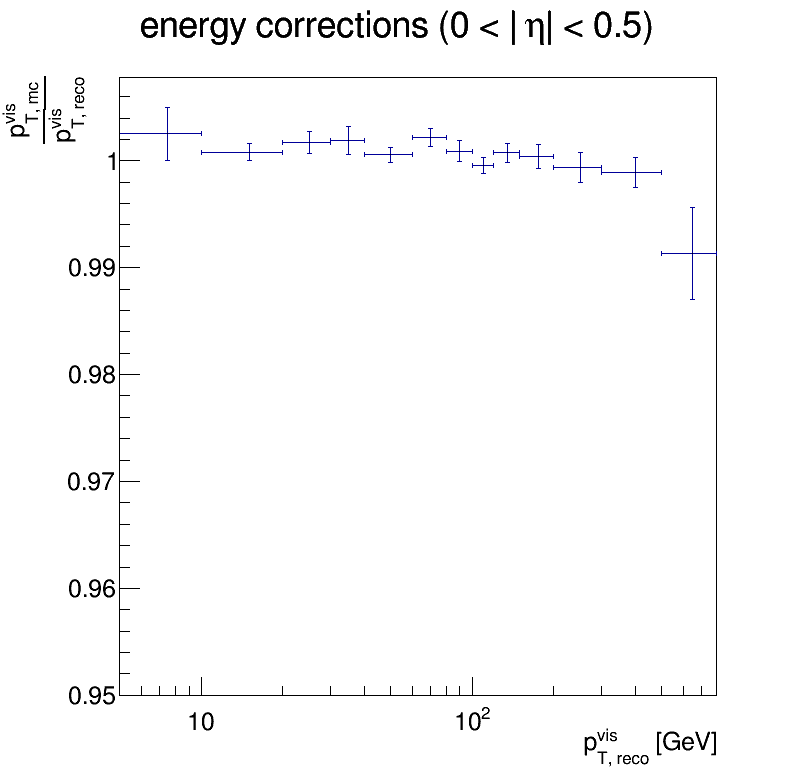 energy corrections (0 < | η| < 0.5)
p^vis_T, mc
p^vis_T, reco
1
0.99
0.98
0.97
0.96
0.95
10
10²
p^vis_T, reco [GeV]